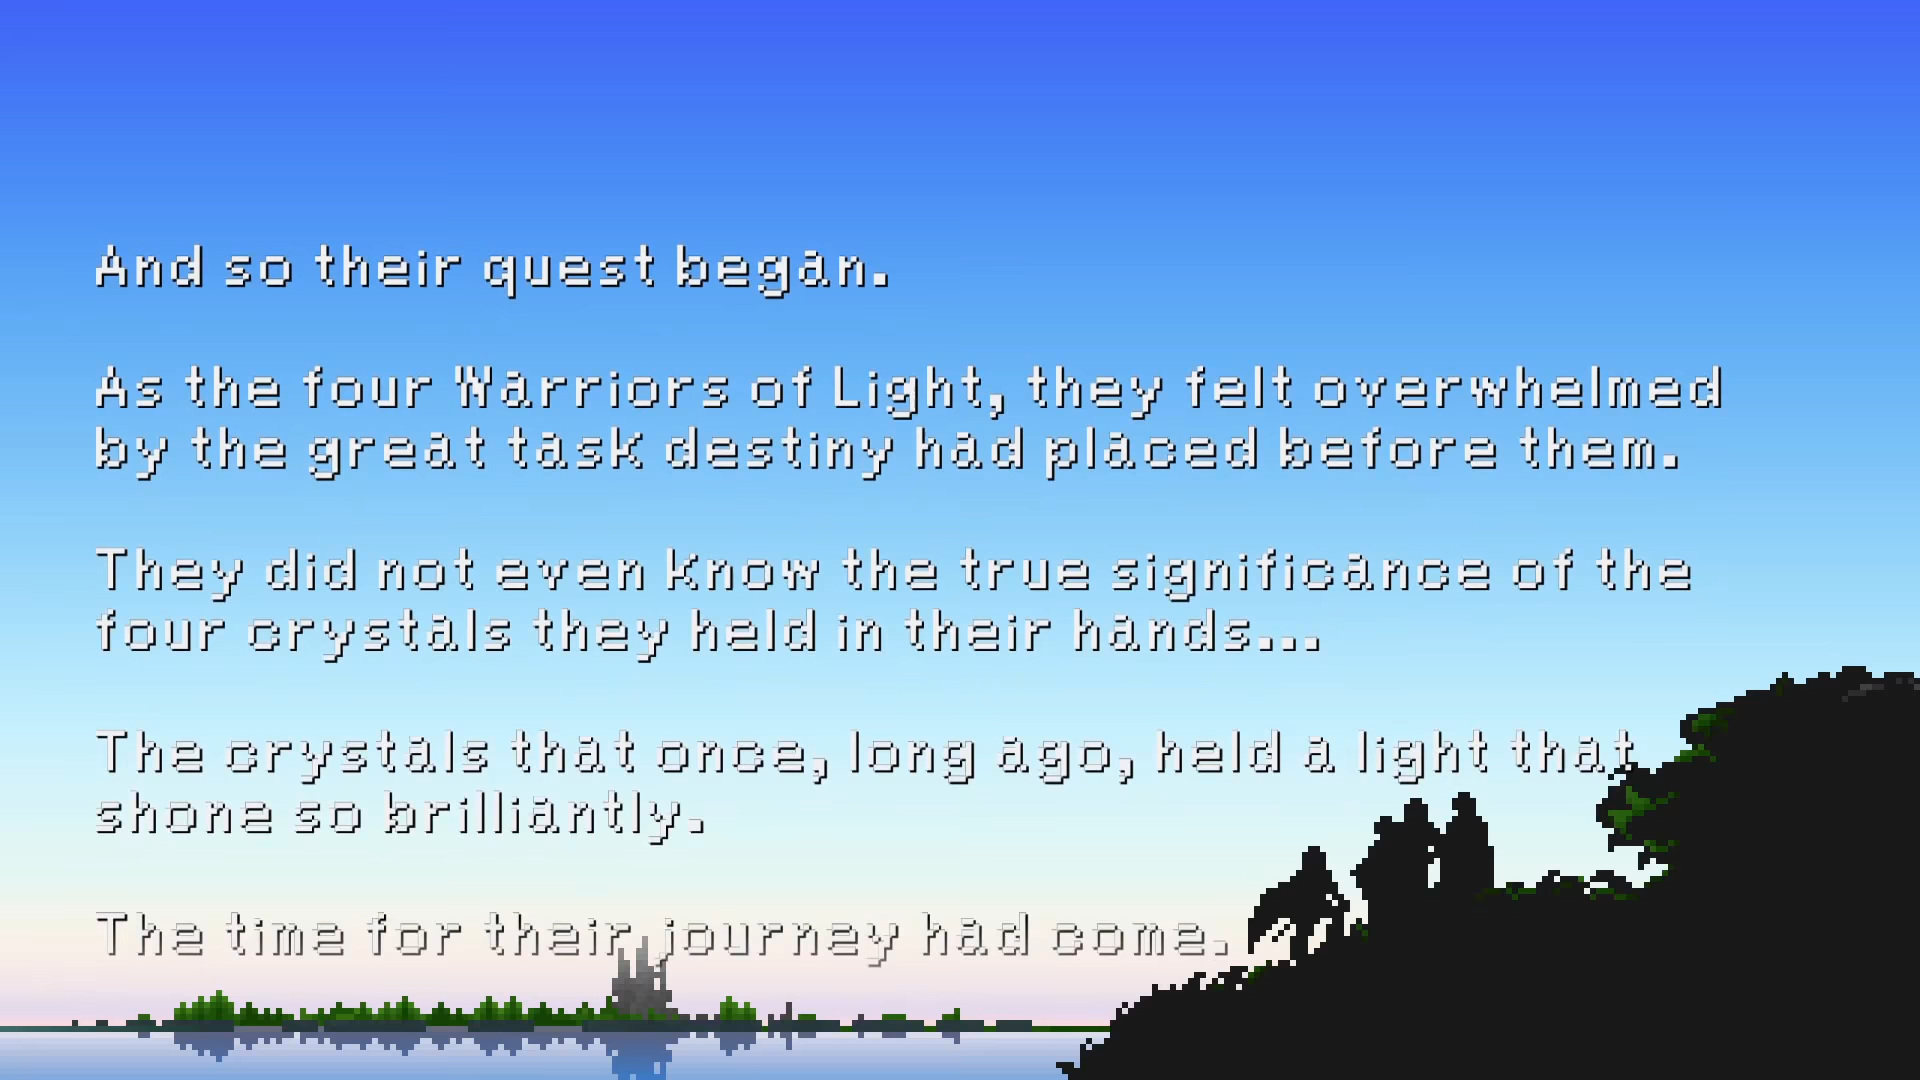 And so their quest began.
As the four Warriors of Light, they felt overwhelmed
by the great task destiny had placed before them.
They did not even know the true significance of the
four crystals they held in their hands...
The crystals that once, long ago, held a light that
shone so brilliantly.
The time for their journey had come.